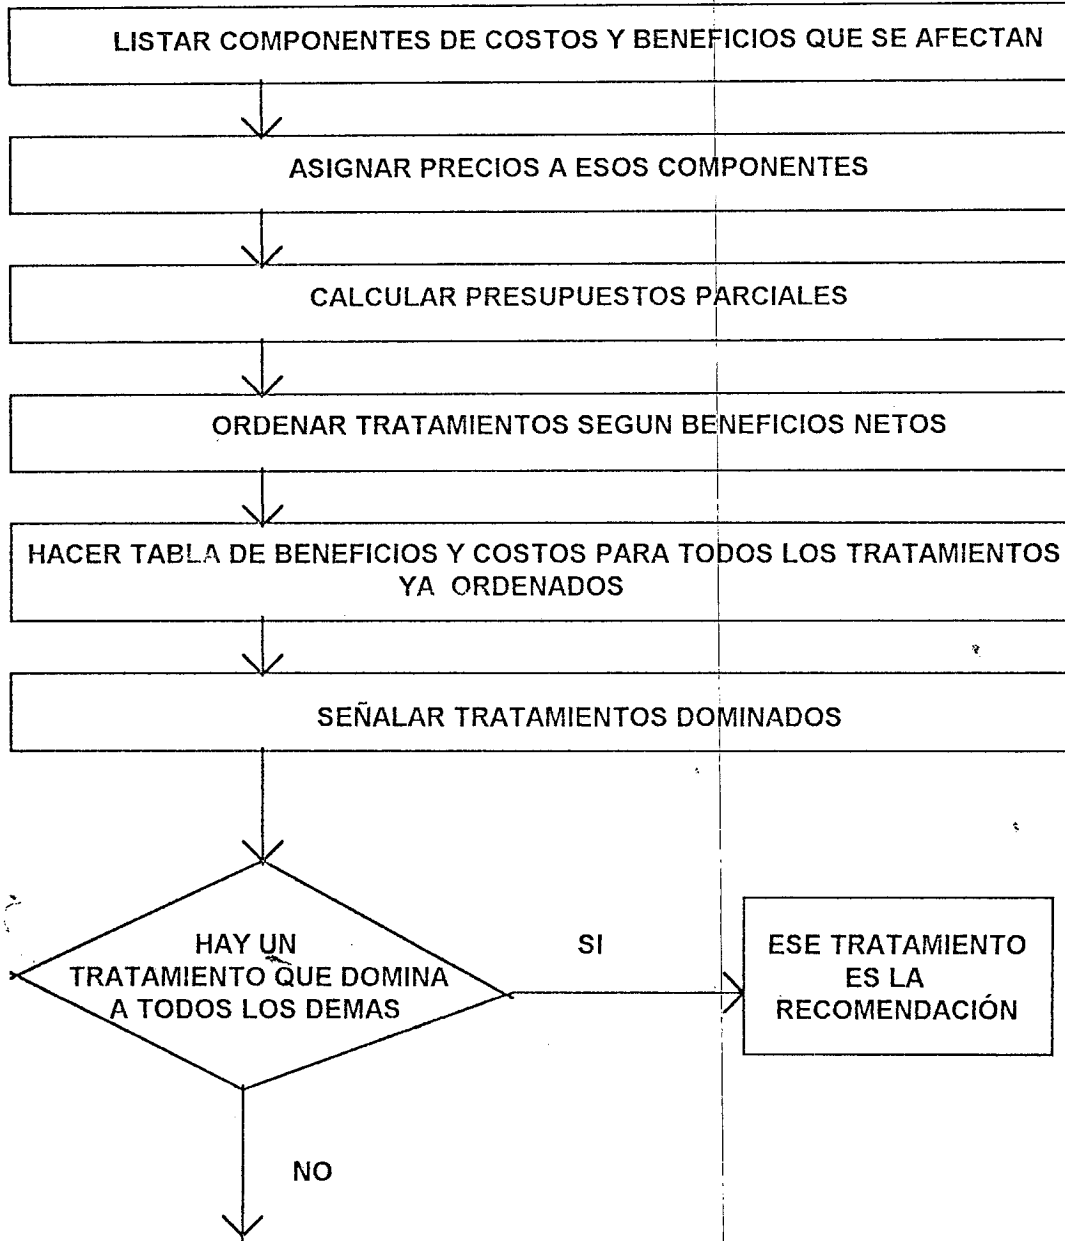 LISTAR COMPONENTES DE COSTOS Y BENEFICIOS QUE SE AFECTAN
ASIGNAR PRECIOS A ESOS COMPONENTES
CALCULAR PRESUPUESTOS PARCIALES
ORDENAR TRATAMIENTOS SEGUN BENEFICIOS NETOS
HACER TABLA DE BENEFICIOS Y COSTOS PARA TODOS LOS TRATAMIENTOS
YA ORDENADOS
SEÑALAR TRATAMIENTOS DOMINADOS
HAY UN
TRATAMIENTO QUE DOMINA
A TODOS LOS DEMAS
SI
ESE TRATAMIENTO
ES LA
RECOMENDACIÓN
NO